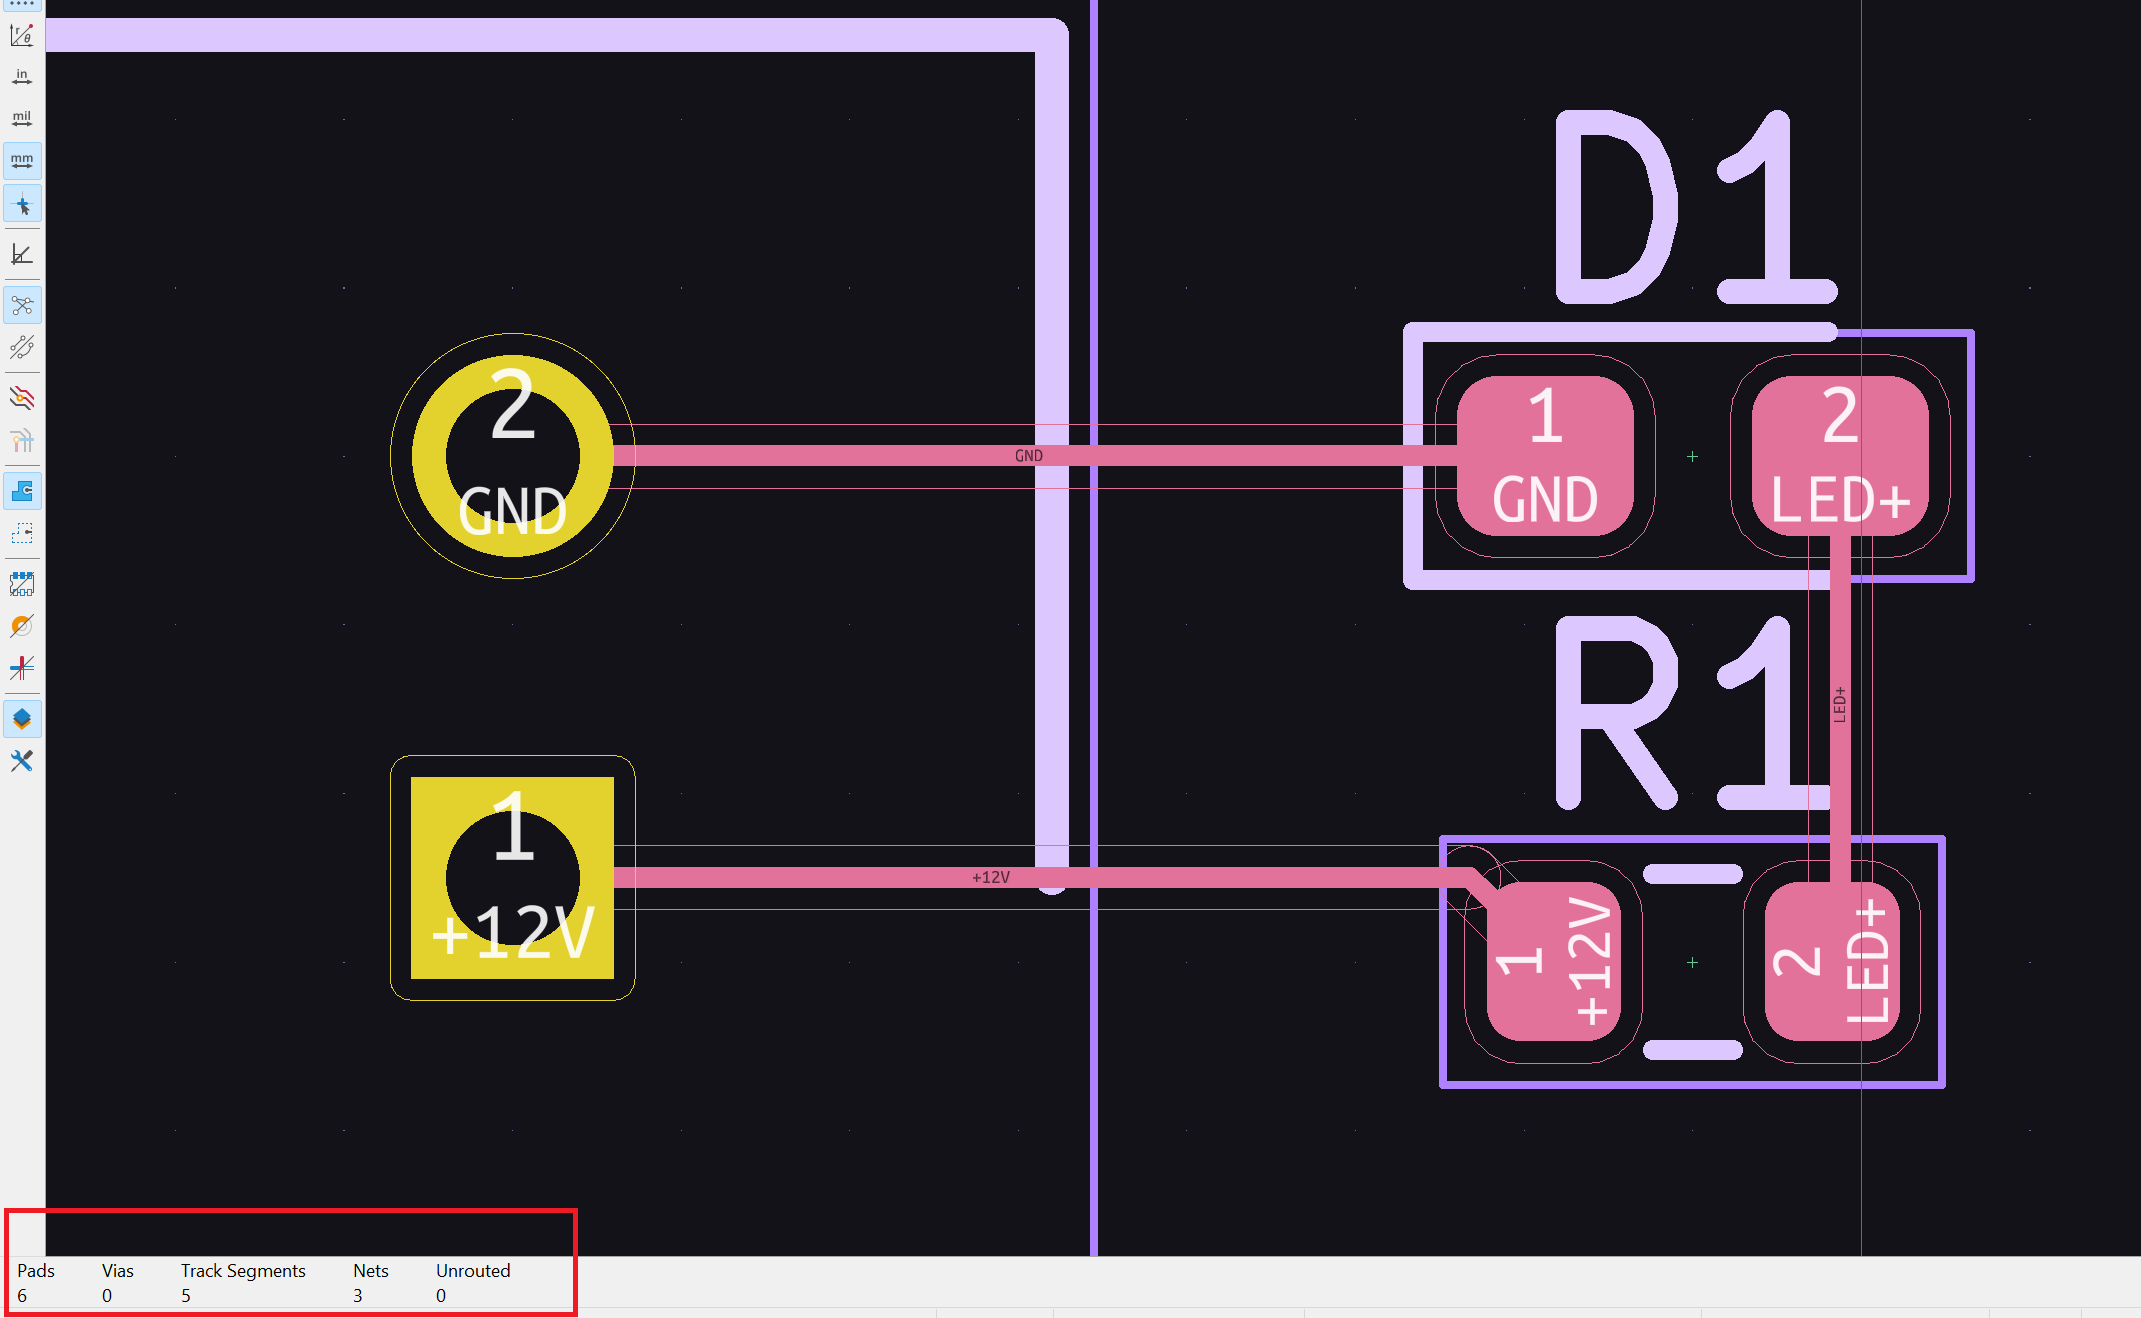 r θ
in
mil
mm
D1
2
GND
GND
1
GND
2
LED+
R1
LED+
1
+12V
+12V
1
+12V
2
LED+
Pads Vias Track Segments Nets Unrouted
6 0 5 3 0